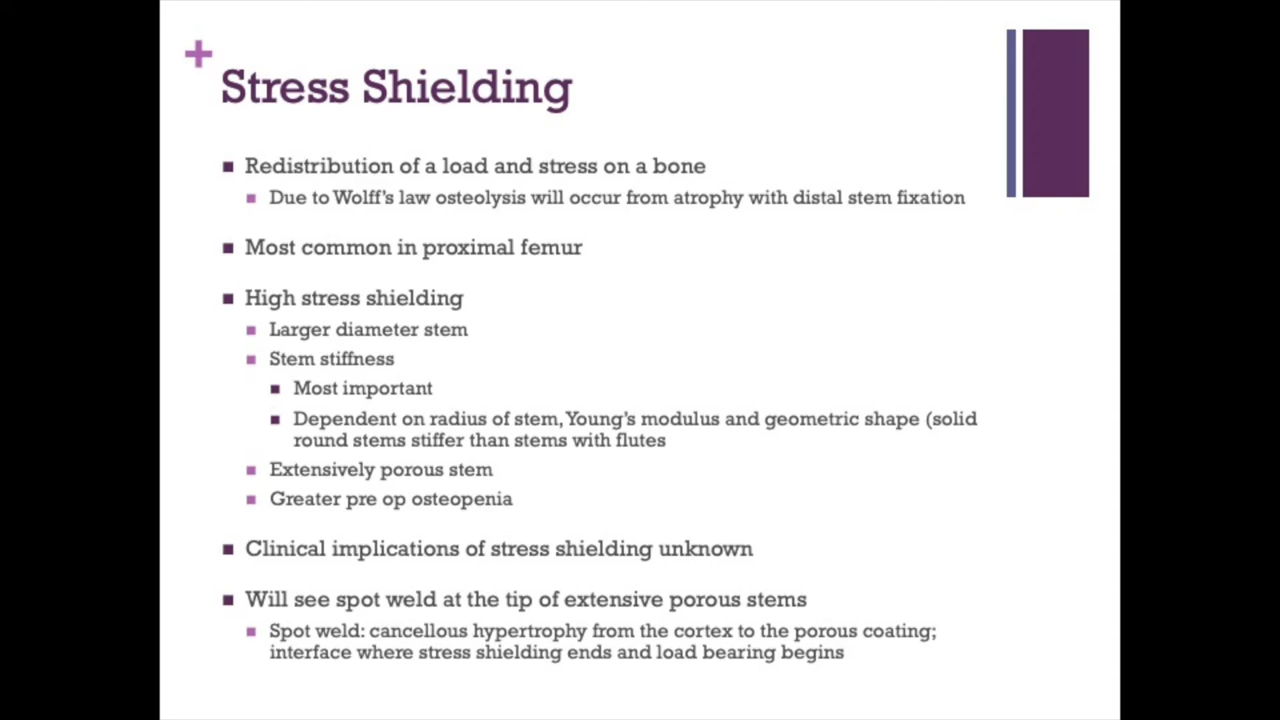 +
Stress Shielding
■ Redistribution of a load and stress on a bone
■ Due to Wolff's law osteolysis will occur from atrophy with distal stem fixation
■ Most common in proximal femur
■ High stress shielding
■ Larger diameter stem
■ Stem stiffness
■ Most important
■ Dependent on radius of stem, Young's modulus and geometric shape (solid
round stems stiffer than stems with flutes
■ Extensively porous stem
■ Greater pre op osteopenia
■ Clinical implications of stress shielding unknown
■ Will see spot weld at the tip of extensive porous stems
■ Spot weld: cancellous hypertrophy from the cortex to the porous coating;
interface where stress shielding ends and load bearing begins